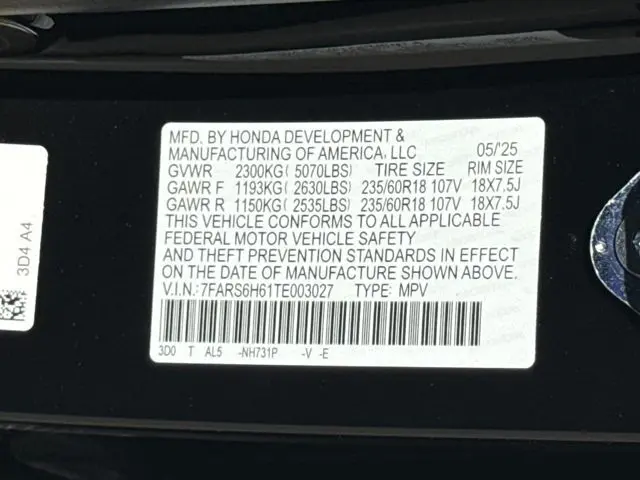 MFD. BY HONDA DEVELOPMENT &
MANUFACTURING OF AMERICA, LLC 05/'25
GVWR 2300KG( 5070LBS) TIRE SIZE RIM SIZE
GAWR F 1193KG( 2630LBS) 235/60R18 107V 18X7.5J
GAWR R 1150KG( 2535LBS) 235/60R18 107V 18X7.5J
THIS VEHICLE CONFORMS TO ALL APPLICABLE
FEDERAL MOTOR VEHICLE SAFETY
AND THEFT PREVENTION STANDARDS IN EFFECT
ON THE DATE OF MANUFACTURE SHOWN ABOVE.
V.I.N.:7FARS6H61TE003027 TYPE: MPV
3D0 T AL5 -NH731P -V -E
3D4 A4